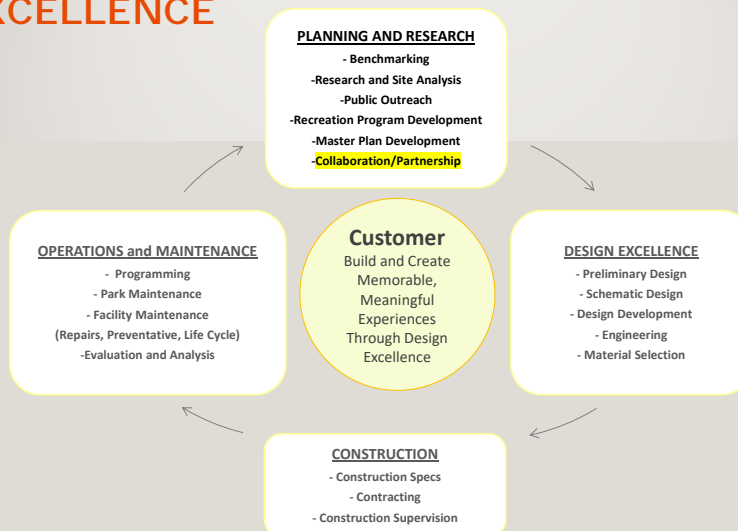 XCELLENCE
PLANNING AND RESEARCH
- Benchmarking
-Research and Site Analysis
-Public Outreach
-Recreation Program Development
-Master Plan Development
-Collaboration/Partnership
OPERATIONS and MAINTENANCE
- Programming
- Park Maintenance
- Facility Maintenance
(Repairs, Preventative, Life Cycle)
-Evaluation and Analysis
Customer
Build and Create
Memorable,
Meaningful
Experiences
Through Design
Excellence
DESIGN EXCELLENCE
- Preliminary Design
- Schematic Design
- Design Development
- Engineering
- Material Selection
CONSTRUCTION
- Construction Specs
- Contracting
- Construction Supervision